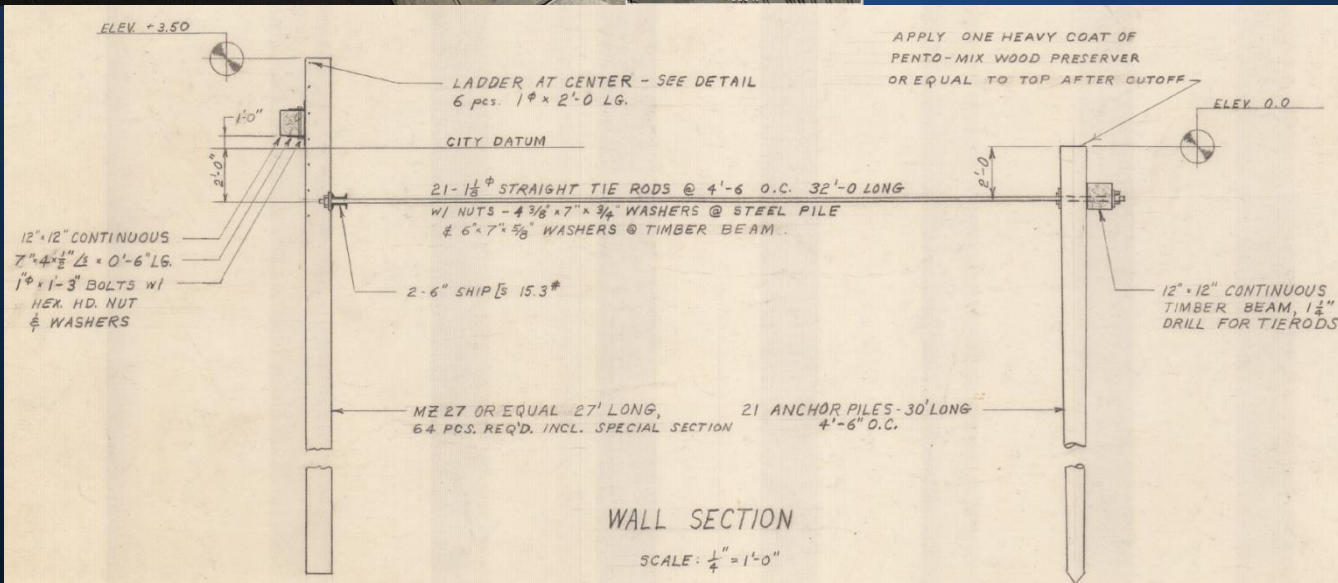 ELEV. +3.50
LADDER AT CENTER - SEE DETAIL
6 pcs. 1ᶲ x 2'-0 LG.
APPLY ONE HEAVY COAT OF
PENTO-MIX WOOD PRESERVER
OR EQUAL TO TOP AFTER CUTOFF
ELEV. 0.0
1'-0"
CITY DATUM
2'-0"
2'-0
21 - 1 1/8ᶲ STRAIGHT TIE RODS @ 4'-6 O.C. 32'-0 LONG
W/ NUTS - 4 3/8" x 7" x 3/4" WASHERS @ STEEL PILE
& 6" x 7" x 5/8" WASHERS @ TIMBER BEAM.
12" x 12" CONTINUOUS
7" x 4 x 1/2" ∠s x 0'-6" LG.
1"ᶲ x 1'-3" BOLTS W/
HEX. HD. NUT
& WASHERS
2-6" SHIP [s 15.3#
12" x 12" CONTINUOUS
TIMBER BEAM, 1 1/4"
DRILL FOR TIERODS
MZ 27 OR EQUAL 27' LONG,
64 PCS. REQ'D. INCL. SPECIAL SECTION
21 ANCHOR PILES - 30' LONG
4'-6" O.C.
WALL SECTION
SCALE: 1/4" = 1'-0"